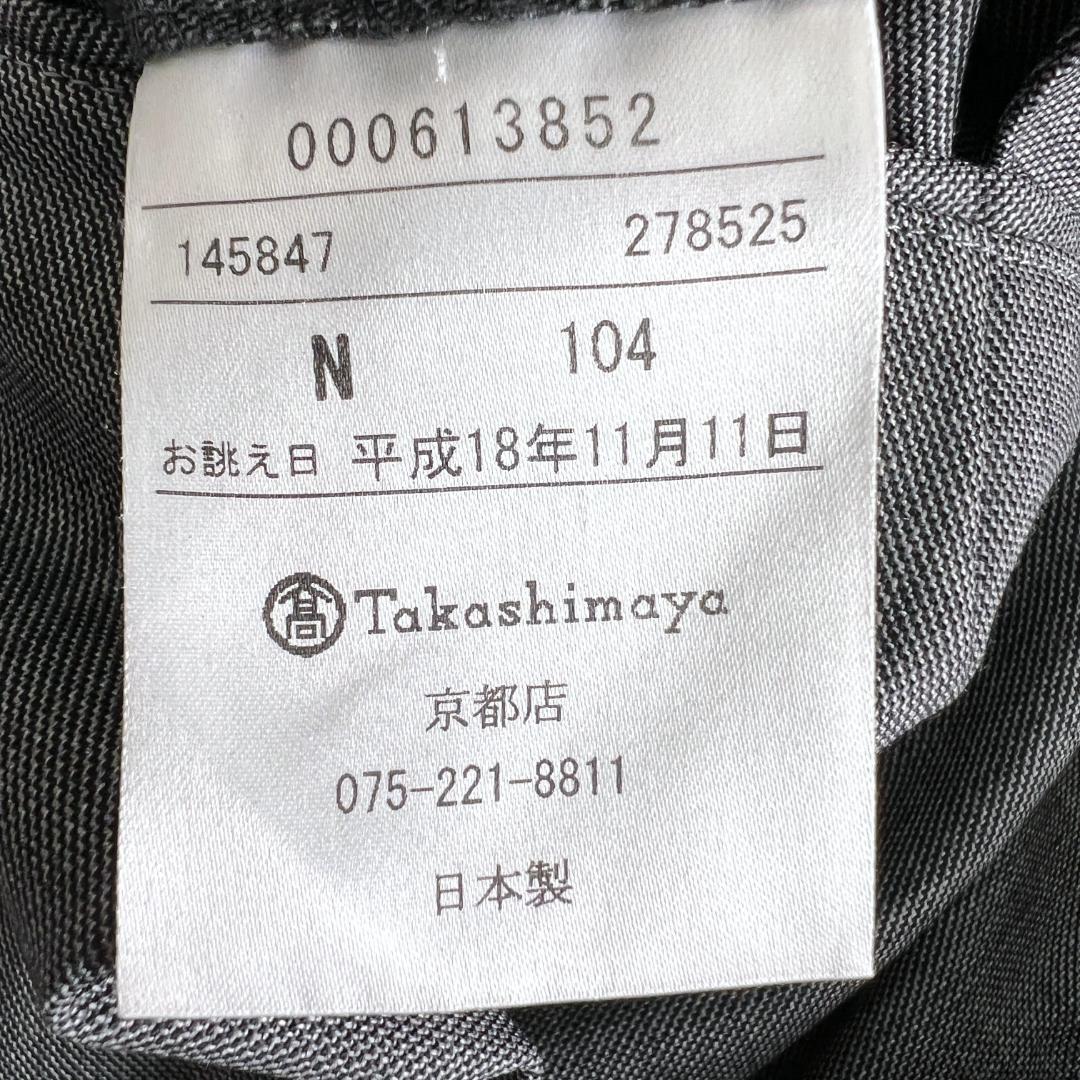 000613852
145847 278525
N 104
お誂え日 平成18年11月11日
髙 Takashimaya
京都店
075-221-8811
日本製